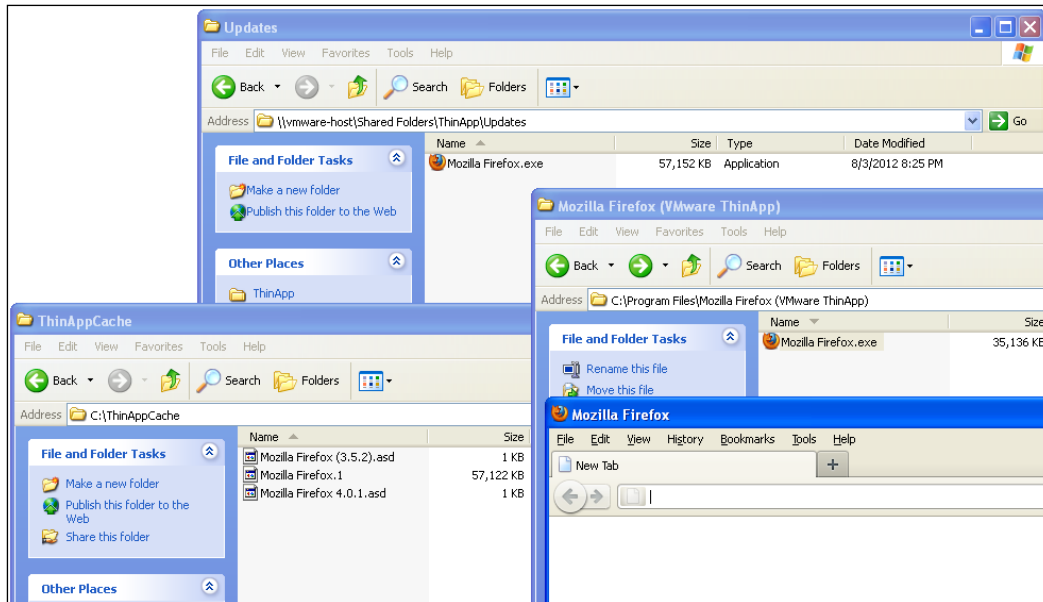 Updates
File Edit View Favorites Tools Help
Back Search Folders
Address \\vmware-host\Shared Folders\ThinApp\Updates Go
File and Folder Tasks
Make a new folder
Publish this folder to the Web
Other Places
ThinApp
Name Size Type Date Modified
Mozilla Firefox.exe 57,152 KB Application 8/3/2012 8:25 PM
Mozilla Firefox (VMware ThinApp)
File Edit View Favorites Tools Help
Back Search Folders
Address C:\Program Files\Mozilla Firefox (VMware ThinApp)
File and Folder Tasks
Rename this file
Move this file
Name Size
Mozilla Firefox.exe 35,136 KB
ThinAppCache
File Edit View Favorites Tools Help
Back Search Folders
Address C:\ThinAppCache
File and Folder Tasks
Make a new folder
Publish this folder to the
Web
Share this folder
Other Places
Name Size
Mozilla Firefox (3.5.2).asd 1 KB
Mozilla Firefox.1 57,122 KB
Mozilla Firefox 4.0.1.asd 1 KB
Mozilla Firefox
File Edit View History Bookmarks Tools Help
New Tab